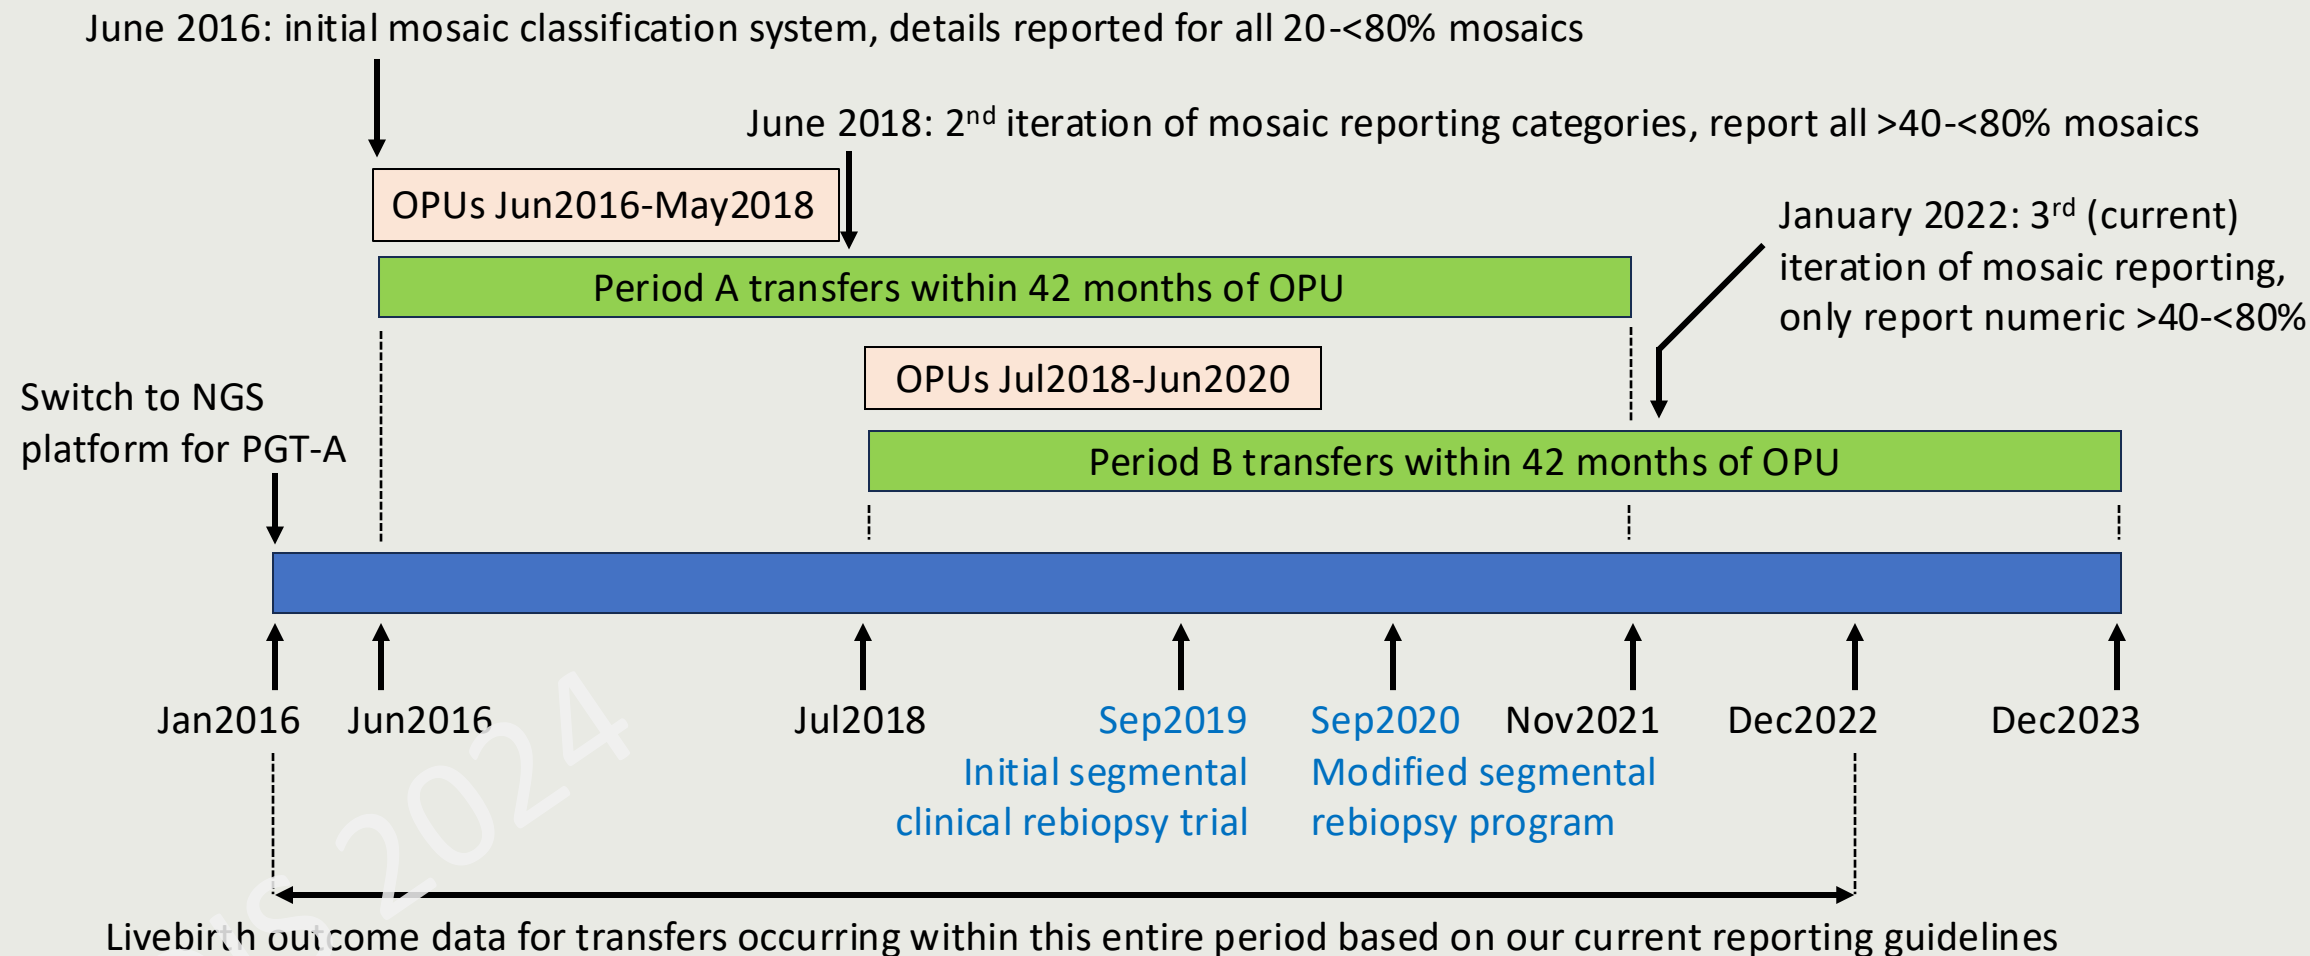 June 2016: initial mosaic classification system, details reported for all 20-<80% mosaics
June 2018: 2nd iteration of mosaic reporting categories, report all >40-<80% mosaics
OPUs Jun2016-May2018
January 2022: 3rd (current)
iteration of mosaic reporting,
only report numeric >40-<80%
Period A transfers within 42 months of OPU
OPUs Jul2018-Jun2020
Switch to NGS
platform for PGT-A
Period B transfers within 42 months of OPU
Jan2016
Jun2016
Jul2018
Sep2019
Initial segmental
clinical rebiopsy trial
Sep2020
Modified segmental
rebiopsy program
Nov2021
Dec2022
Dec2023
Livebirth outcome data for transfers occurring within this entire period based on our current reporting guidelines
2024